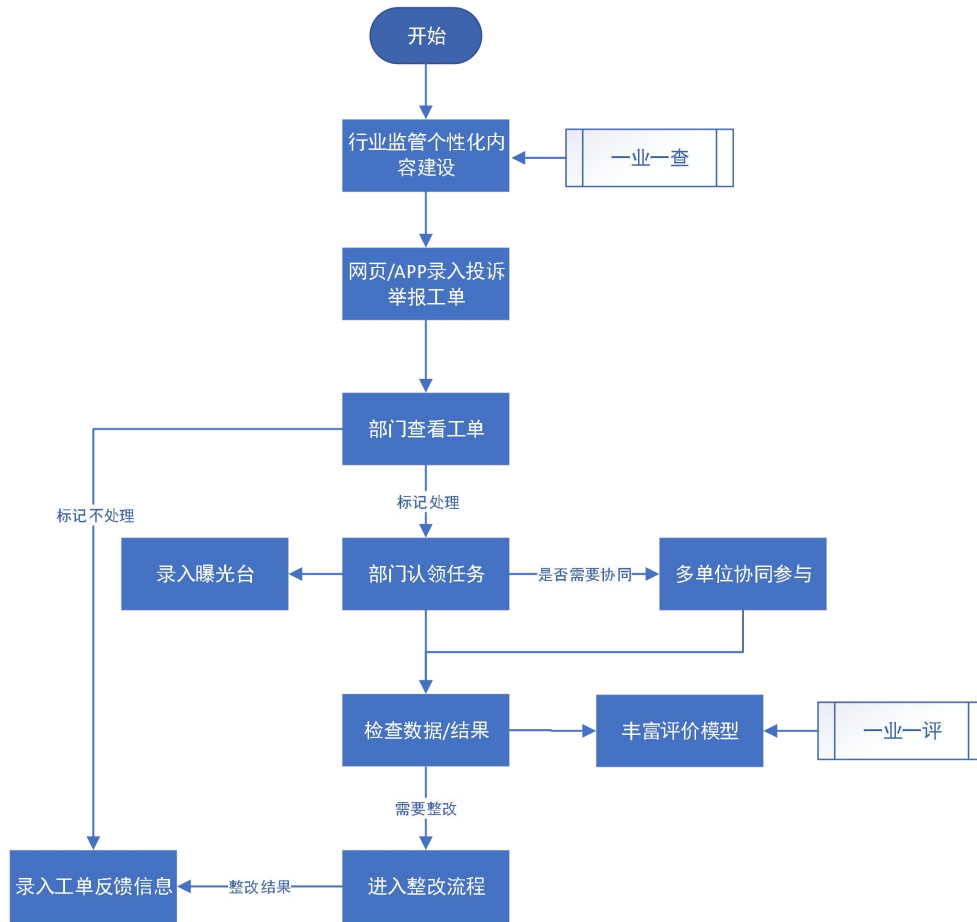 开始
行业监管个性化内
容建设
一业一查
网页/APP录入投诉
举报工单
部门查看工单
标记处理
标记不处理
录入曝光台
部门认领任务
是否需要协同
多单位协同参与
检查数据/结果
丰富评价模型
一业一评
需要整改
录入工单反馈信息
整改结果
进入整改流程